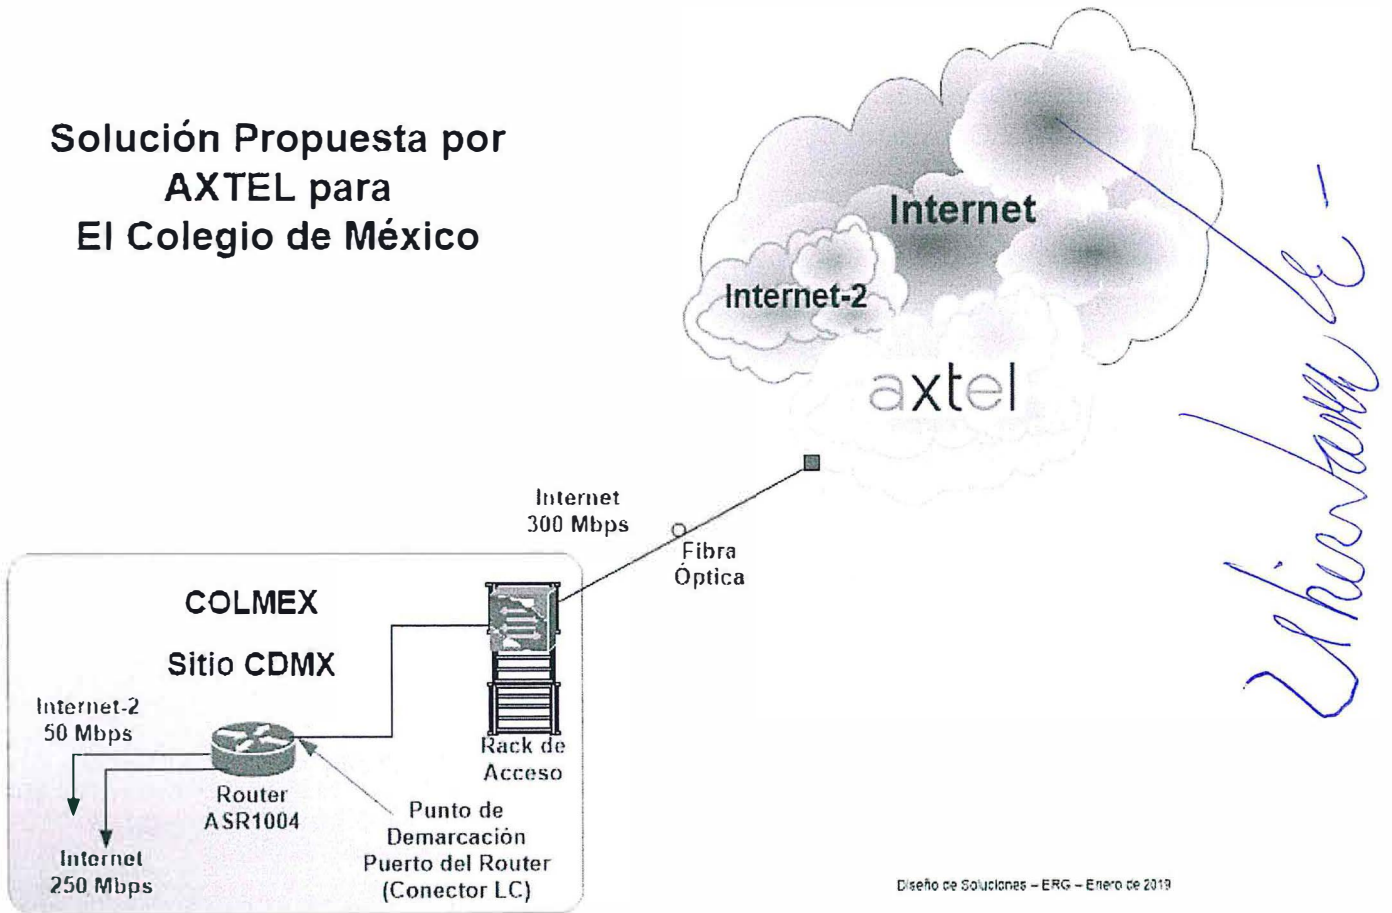 Solución Propuesta por
AXTEL para
El Colegio de México
Internet
Internet-2
axtel
Internet
300 Mbps
Fibra
Óptica
COLMEX
Sitio CDMX
Internet-2
50 Mbps
Router
ASR1004
Rack de
Acceso
Punto de
Demarcación
Puerto del Router
(Conector LC)
Internet
250 Mbps
Diseño de Soluciones – ERG – Enero de 2019